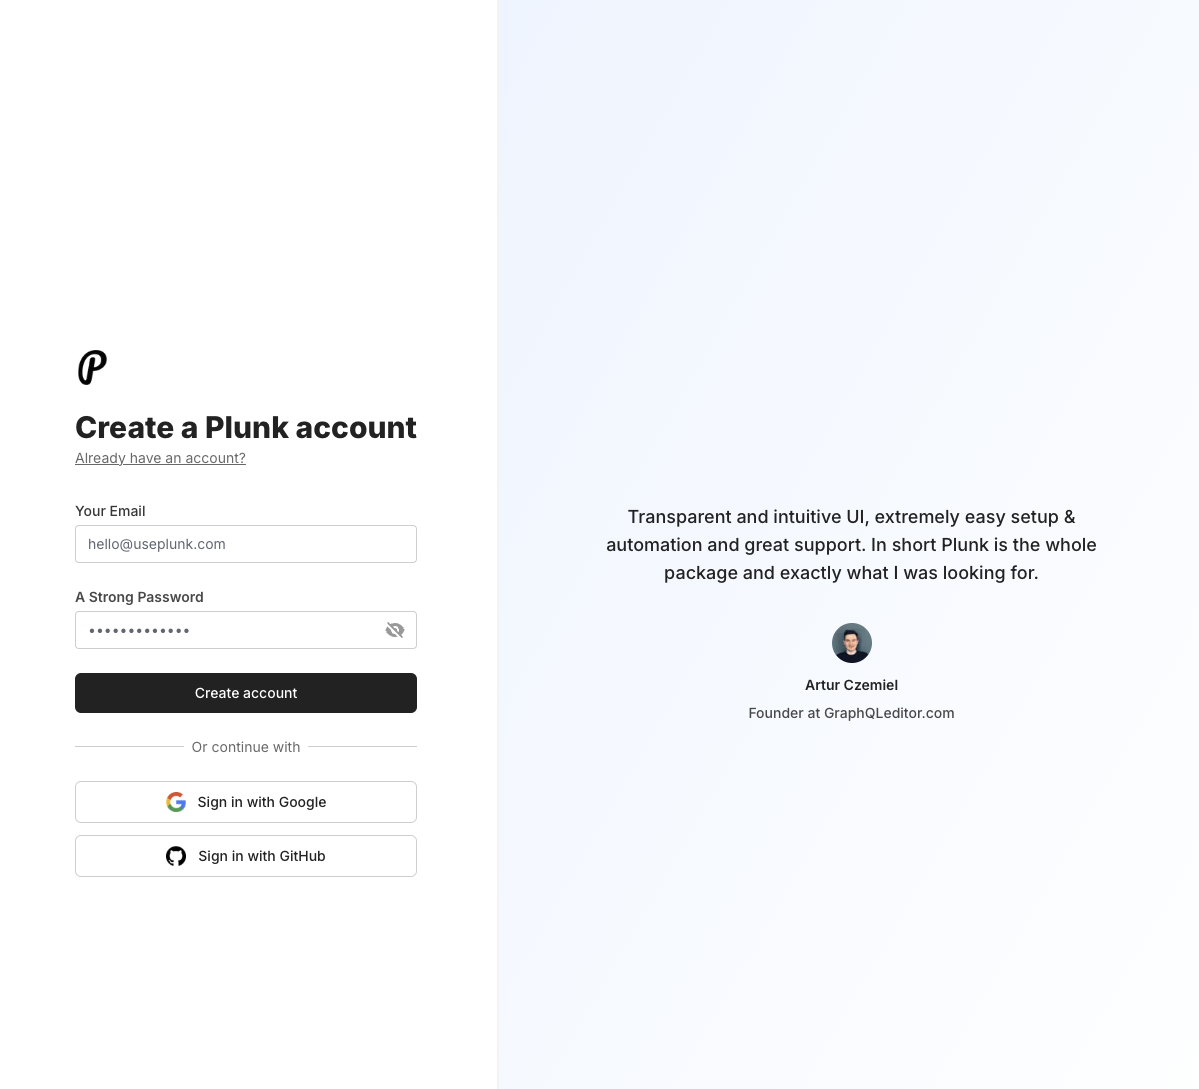 P
Create a Plunk account
Already have an account?
Your Email
hello@useplunk.com
A Strong Password
•••••••••••••
Create account
Or continue with
Sign in with Google
Sign in with GitHub
Transparent and intuitive UI, extremely easy setup &
automation and great support. In short Plunk is the whole
package and exactly what I was looking for.
Artur Czemiel
Founder at GraphQLeditor.com